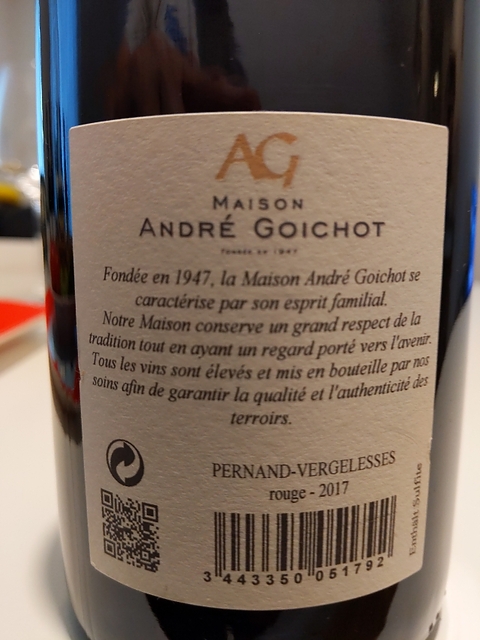 AG
MAISON
ANDRÉ GOICHOT
FONDÉE EN 1947
Fondée en 1947, la Maison André Goichot se
caractérise par son esprit familial.
Notre Maison conserve un grand respect de la
tradition tout en ayant un regard porté vers l'avenir.
Tous les vins sont élevés et mis en bouteille par nos
soins afin de garantir la qualité et l'authenticité des
terroirs.
PERNAND-VERGELESSES
rouge - 2017
Enthält Sulfite
3 443350 051792